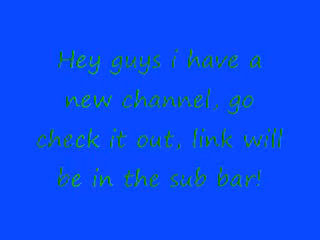 Hey guys i have a
new channel, go
check it out, link will
be in the sub bar!